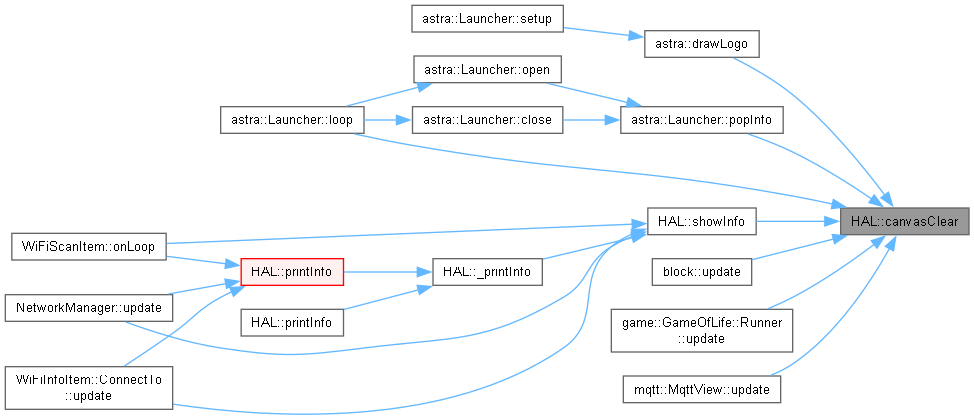 astra::Launcher::setup
astra::drawLogo
astra::Launcher::open
astra::Launcher::loop
astra::Launcher::close
astra::Launcher::popInfo
HAL::showInfo
HAL::canvasClear
WiFiScanItem::onLoop
HAL::printInfo
HAL::_printInfo
block::update
NetworkManager::update
HAL::printInfo
game::GameOfLife::Runner
::update
WiFiInfoItem::ConnectTo
::update
mqtt::MqttView::update